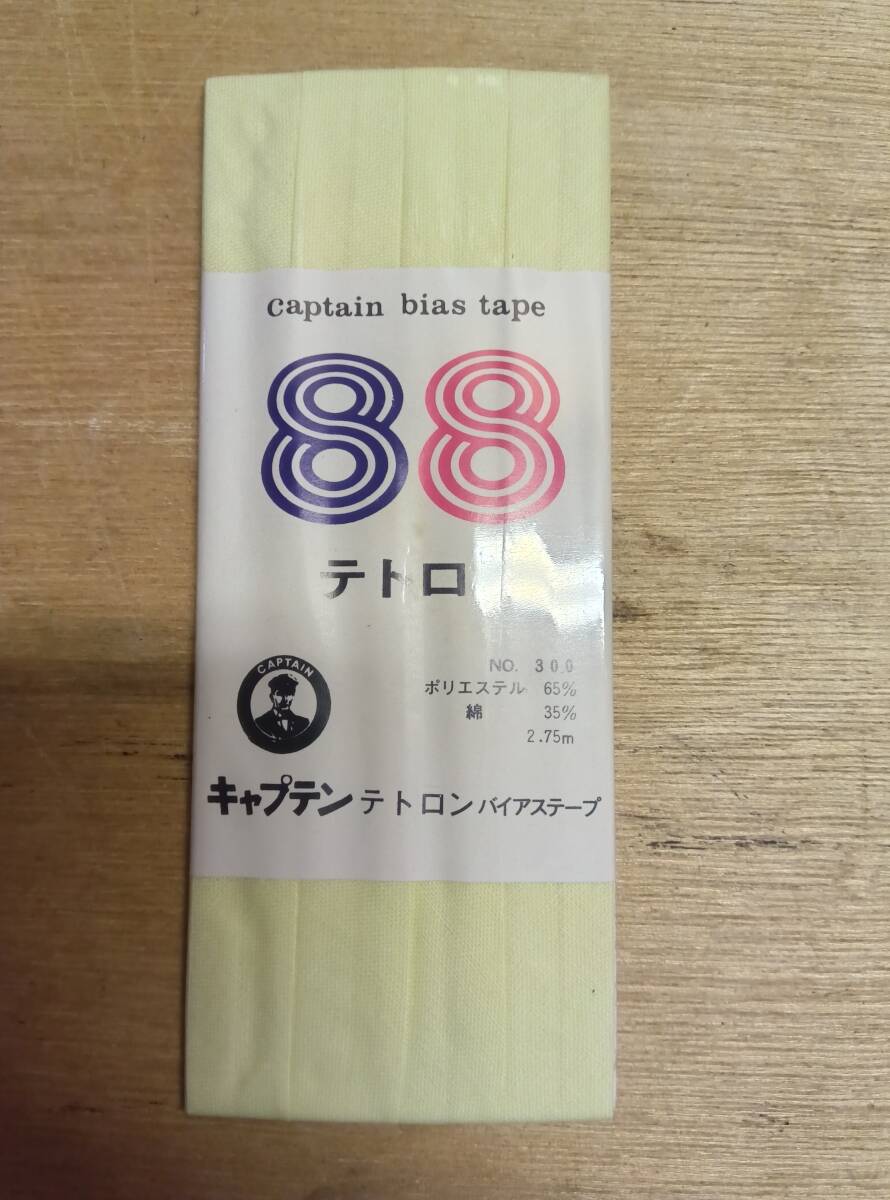 captain bias tape
88
テトロ
CAPTAIN
NO. 300
ポリエステル 65%
綿 35%
2.75m
キャプテン テトロン バイアステープ